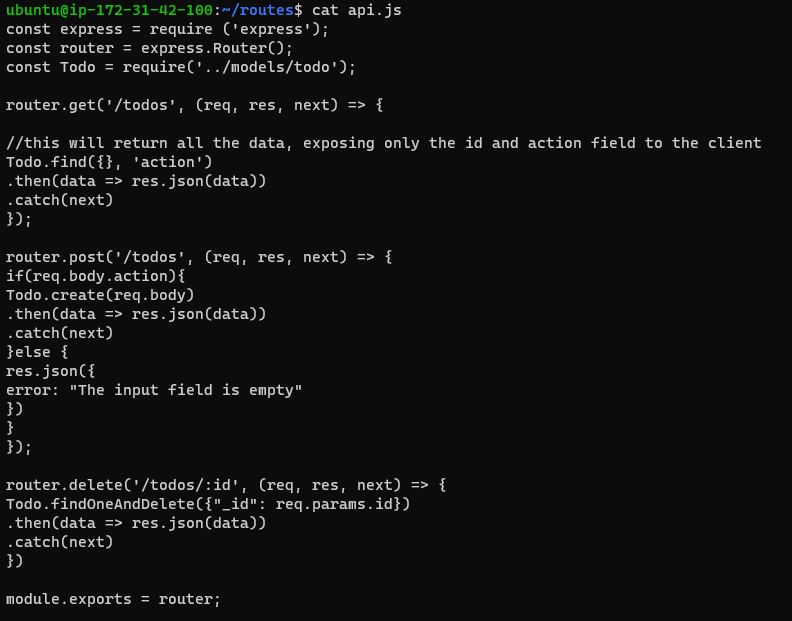 ubuntu@ip-172-31-42-100:~/routes$ cat api.js
const express = require ('express');
const router = express.Router();
const Todo = require('../models/todo');

router.get('/todos', (req, res, next) => {

//this will return all the data, exposing only the id and action field to the client
Todo.find({}, 'action')
.then(data => res.json(data))
.catch(next)
});

router.post('/todos', (req, res, next) => {
if(req.body.action){
Todo.create(req.body)
.then(data => res.json(data))
.catch(next)
}else {
res.json({
error: "The input field is empty"
})
}
});

router.delete('/todos/:id', (req, res, next) => {
Todo.findOneAndDelete({"_id": req.params.id})
.then(data => res.json(data))
.catch(next)
})

module.exports = router;